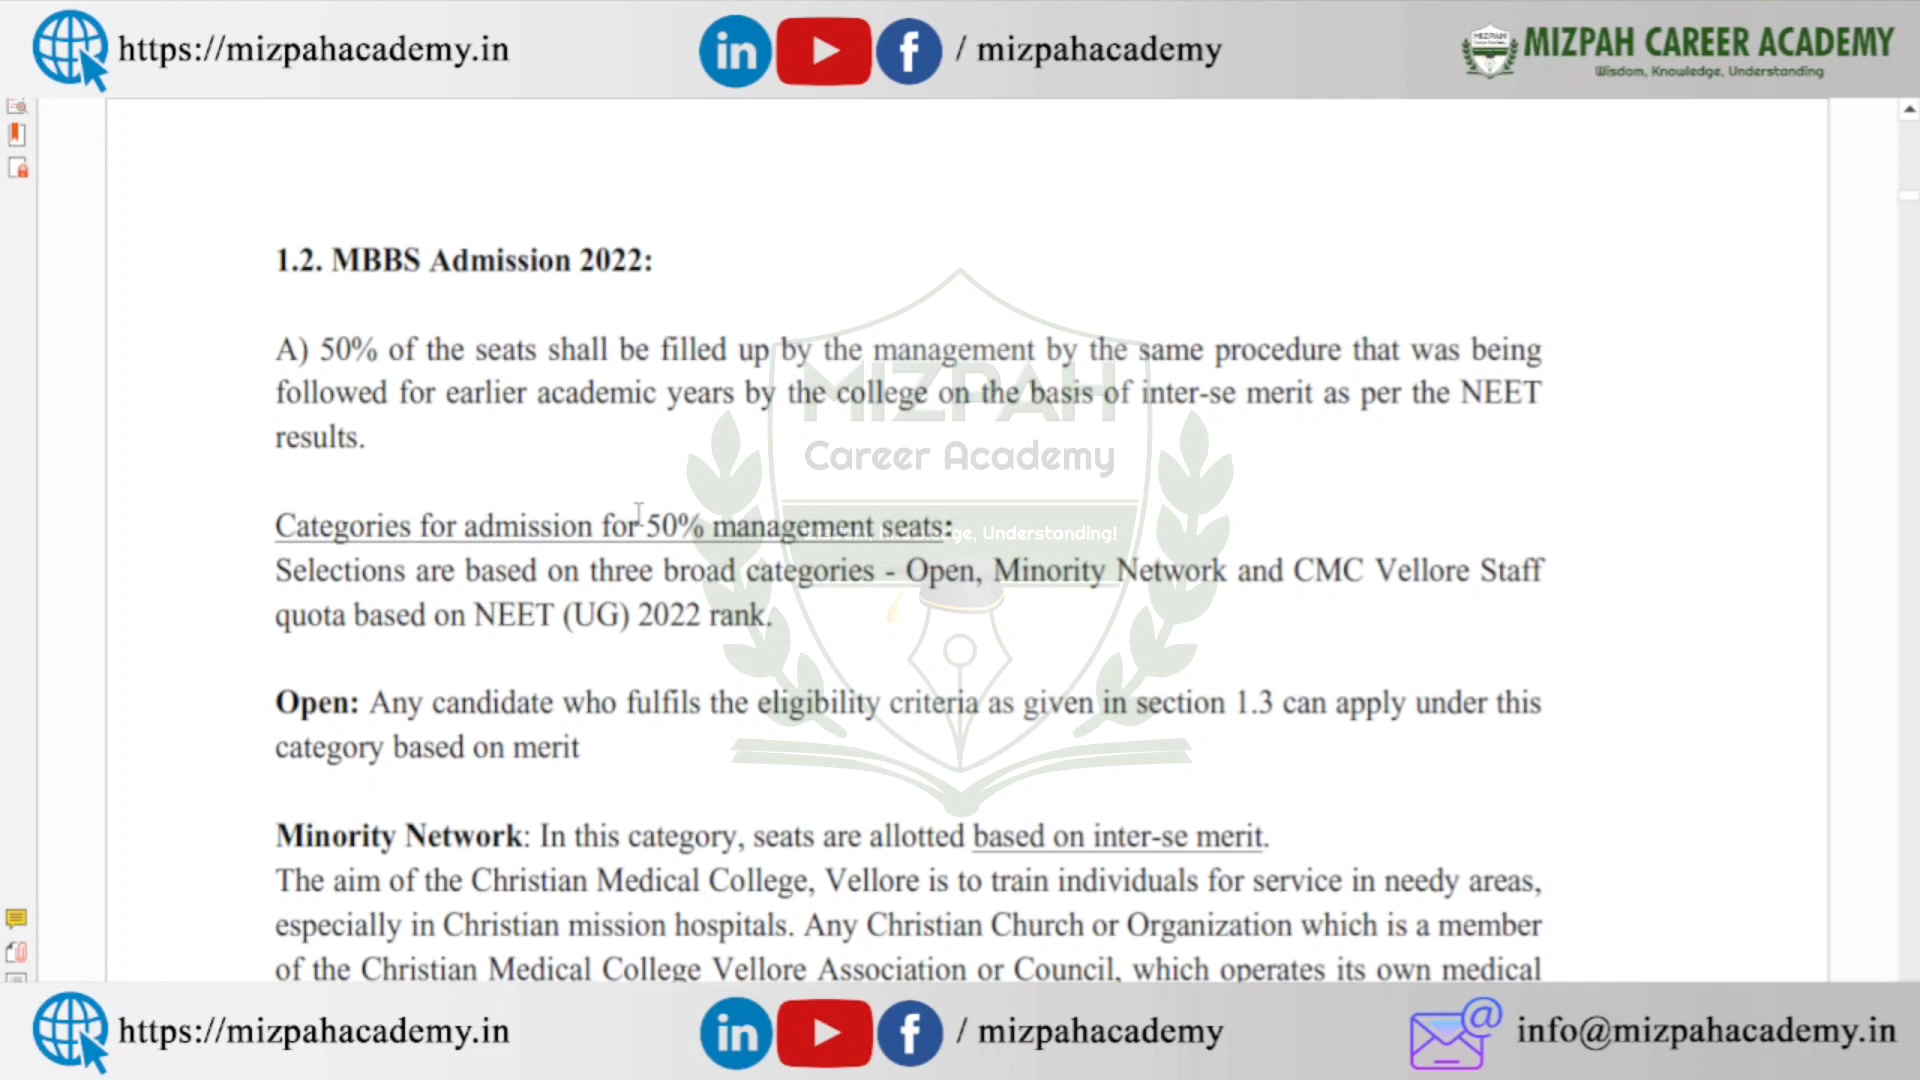 https://mizpahacademy.in
/ mizpahacademy
MIZPAH CAREER ACADEMY
Wisdom, Knowledge, Understanding
1.2. MBBS Admission 2022:
A) 50% of the seats shall be filled up by the management by the same procedure that was being
followed for earlier academic years by the college on the basis of inter-se merit as per the NEET
results.
MIZPAH
Career Academy
Categories for admission for 50% management seats:
Selections are based on three broad categories - Open, Minority Network and CMC Vellore Staff
quota based on NEET (UG) 2022 rank.
Open: Any candidate who fulfils the eligibility criteria as given in section 1.3 can apply under this
category based on merit
Minority Network: In this category, seats are allotted based on inter-se merit.
The aim of the Christian Medical College, Vellore is to train individuals for service in needy areas,
especially in Christian mission hospitals. Any Christian Church or Organization which is a member
of the Christian Medical College Vellore Association or Council, which operates its own medical
https://mizpahacademy.in
/ mizpahacademy
info@mizpahacademy.in